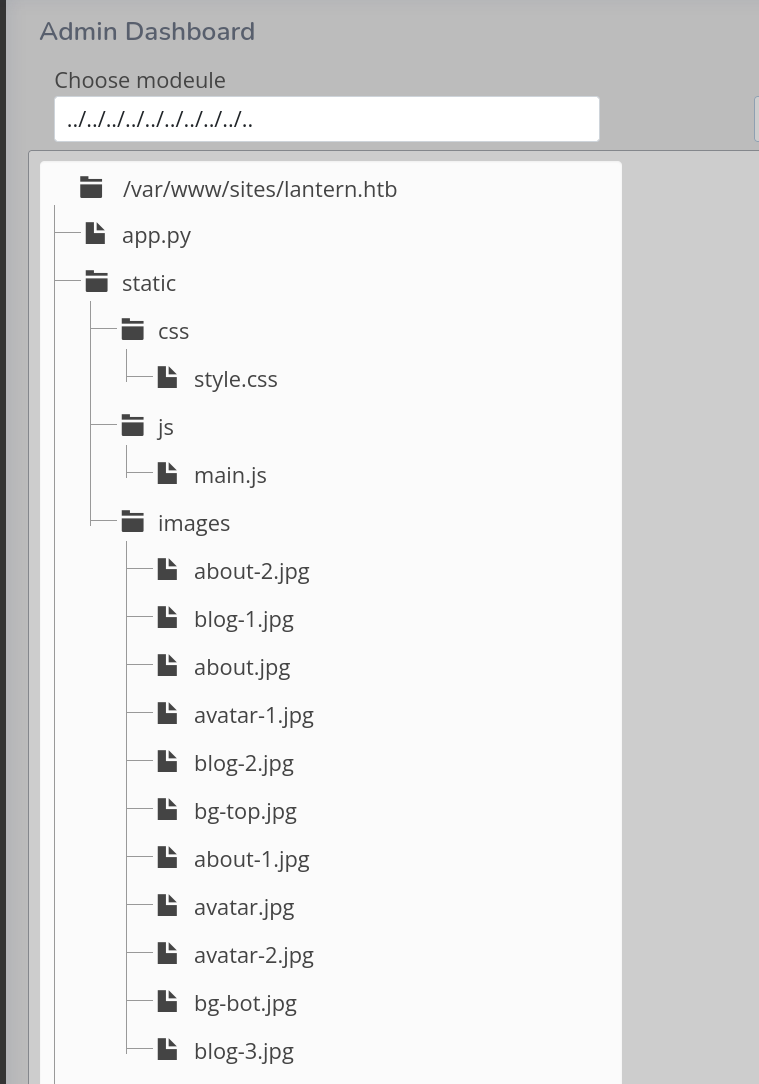 Admin Dashboard
Choose modeule
../../../../../../../../../..
/var/www/sites/lantern.htb
app.py
static
css
style.css
js
main.js
images
about-2.jpg
blog-1.jpg
about.jpg
avatar-1.jpg
blog-2.jpg
bg-top.jpg
about-1.jpg
avatar.jpg
avatar-2.jpg
bg-bot.jpg
blog-3.jpg